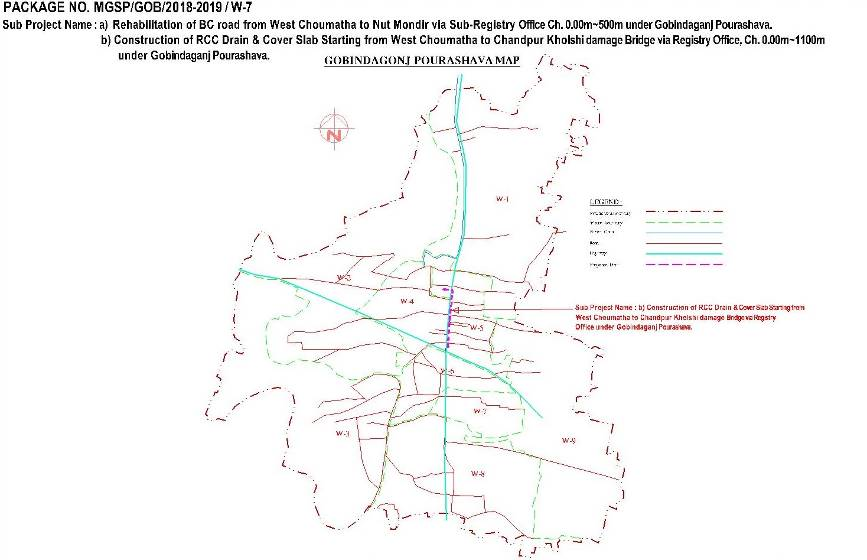 PACKAGE NO. MGSP/GOB/2018-2019 / W-7
Sub Project Name : a) Rehabilitation of BC road from West Choumatha to Nut Mondir via Sub-Registry Office Ch. 0.00m~500m under Gobindaganj Pourashava.
b) Construction of RCC Drain & Cover Slab Starting from West Choumatha to Chandpur Kholshi damage Bridge via Registry Office, Ch. 0.00m~1100m
under Gobindaganj Pourashava.
GOBINDAGONJ POURASHAVA MAP
N
W-1
LEGEND:
W-4
Sub Project Name : b) Construction of RCC Drain & Cover Slab Starting from
West Choumatha to Chandpur Kholshi damage Bridge via Registry
Office under Gobindaganj Pourashava.
W-5
W-7
W-3
W-9
W-8